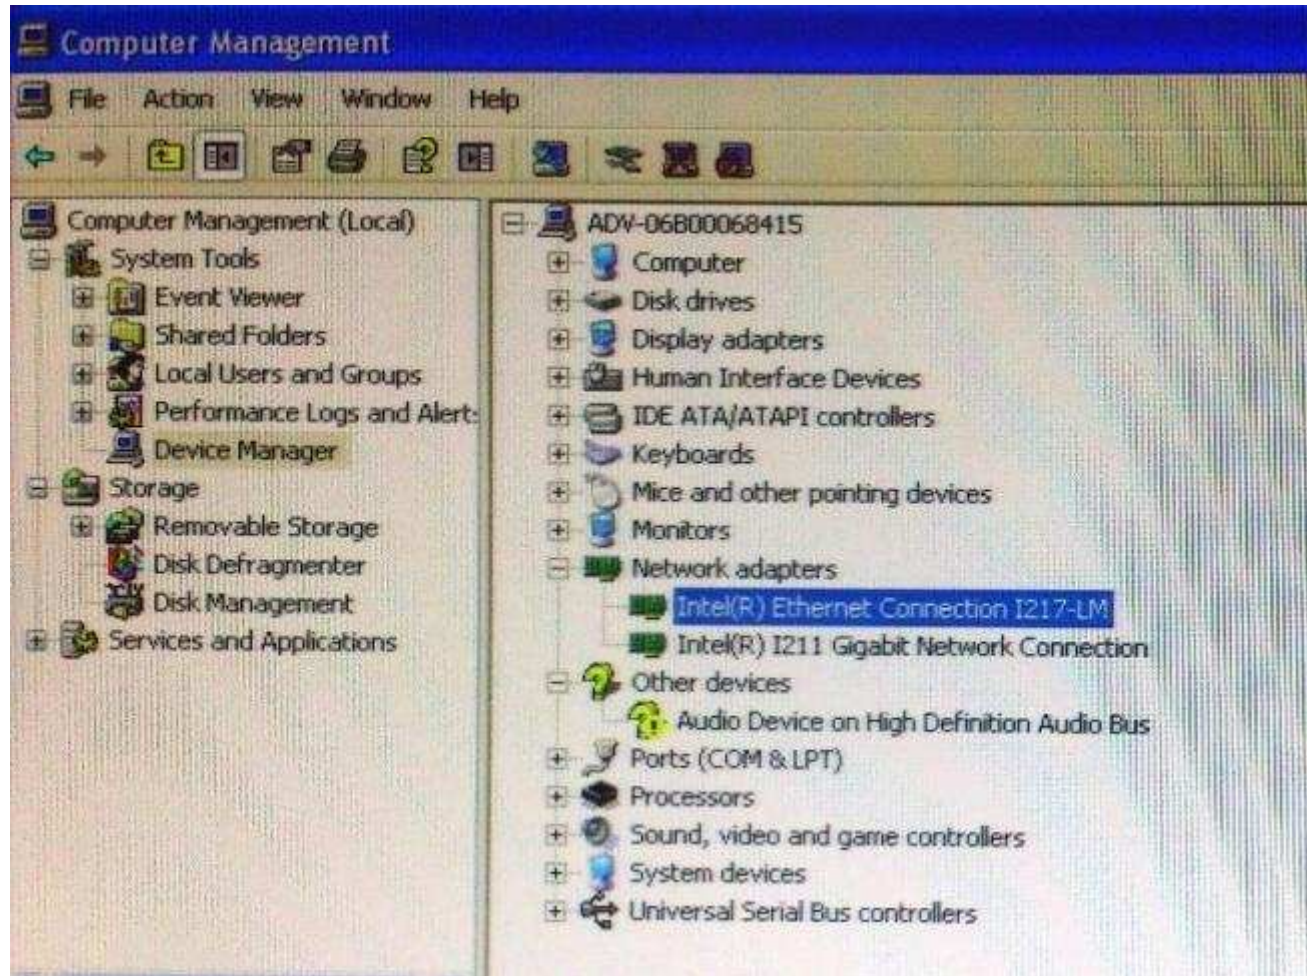 Computer Management
File Action View Window Help
Computer Management (Local)
System Tools
Event Viewer
Shared Folders
Local Users and Groups
Performance Logs and Alert
Device Manager
Storage
Removable Storage
Disk Defragmenter
Disk Management
Services and Applications
ADV-06B00068415
Computer
Disk drives
Display adapters
Human Interface Devices
IDE ATA/ATAPI controllers
Keyboards
Mice and other pointing devices
Monitors
Network adapters
Intel(R) Ethernet Connection I217-LM
Intel(R) I211 Gigabit Network Connection
Other devices
Audio Device on High Definition Audio Bus
Ports (COM & LPT)
Processors
Sound, video and game controllers
System devices
Universal Serial Bus controllers